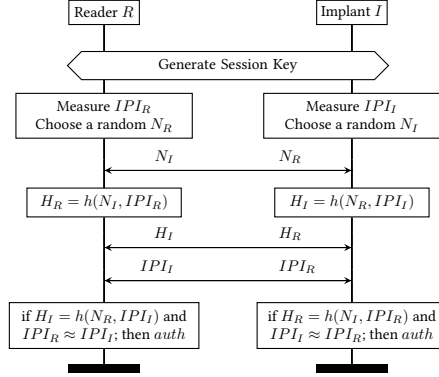 Reader R Implant I
Generate Session Key
Measure IPI_R Measure IPI_I
Choose a random N_R Choose a random N_I
N_I N_R
H_R = h(N_I, IPI_R) H_I = h(N_R, IPI_I)
H_I H_R
IPI_I IPI_R
if H_I = h(N_R, IPI_I) and if H_R = h(N_I, IPI_R) and
IPI_R ≈ IPI_I; then auth IPI_I ≈ IPI_R; then auth